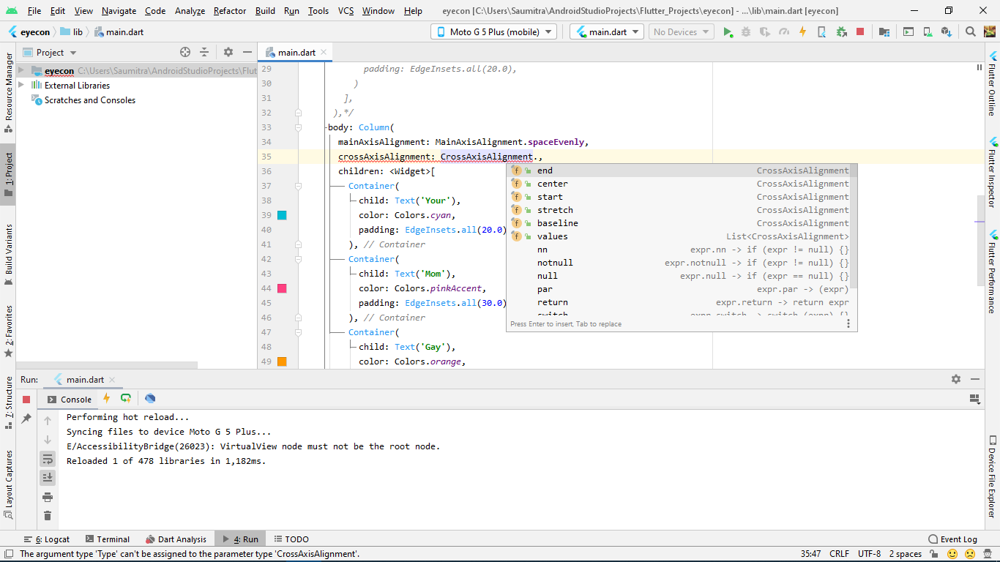 File Edit View Navigate Code Analyze Refactor Build Run Tools VCS Window Help eyecon [C:\Users\Saumitra\AndroidStudioProjects\Flutter_Projects\eyecon] - ...\lib\main.dart [eyecon]
eyecon lib main.dart Moto G 5 Plus (mobile) main.dart No Devices
Project main.dart
eyecon C:\Users\Saumitra\AndroidStudioProjects\Flut
External Libraries
Scratches and Consoles
Resource Manager
1: Project
Build Variants
2: Favorites
7: Structure
Layout Captures
29 padding: EdgeInsets.all(20.0),
30 )
31 ],
32 ),*/
33 body: Column(
34 mainAxisAlignment: MainAxisAlignment.spaceEvenly,
35 crossAxisAlignment: CrossAxisAlignment.,
36 children: <Widget>[
37 Container(
38 child: Text('Your'),
39 color: Colors.cyan,
40 padding: EdgeInsets.all(20.0)
41 ), // Container
42 Container(
43 child: Text('Mom'),
44 color: Colors.pinkAccent,
45 padding: EdgeInsets.all(30.0)
46 ), // Container
47 Container(
48 child: Text('Gay'),
49 color: Colors.orange,
f end CrossAxisAlignment
f center CrossAxisAlignment
f start CrossAxisAlignment
f stretch CrossAxisAlignment
f baseline CrossAxisAlignment
f values List<CrossAxisAlignment>
nn expr.nn -> if (expr != null) {}
notnull expr.notnull -> if (expr != null) {}
null expr.null -> if (expr == null) {}
par expr.par -> (expr)
return expr.return -> return expr
switch expr.switch -> switch (expr) {}
Press Enter to insert, Tab to replace
Flutter Outline
Flutter Inspector
Flutter Performance
Device File Explorer
Run: main.dart
Console
Performing hot reload...
Syncing files to device Moto G 5 Plus...
E/AccessibilityBridge(26023): VirtualView node must not be the root node.
Reloaded 1 of 478 libraries in 1,182ms.
6: Logcat Terminal Dart Analysis 4: Run TODO Event Log
The argument type 'Type' can't be assigned to the parameter type 'CrossAxisAlignment'. 35:47 CRLF UTF-8 2 spaces